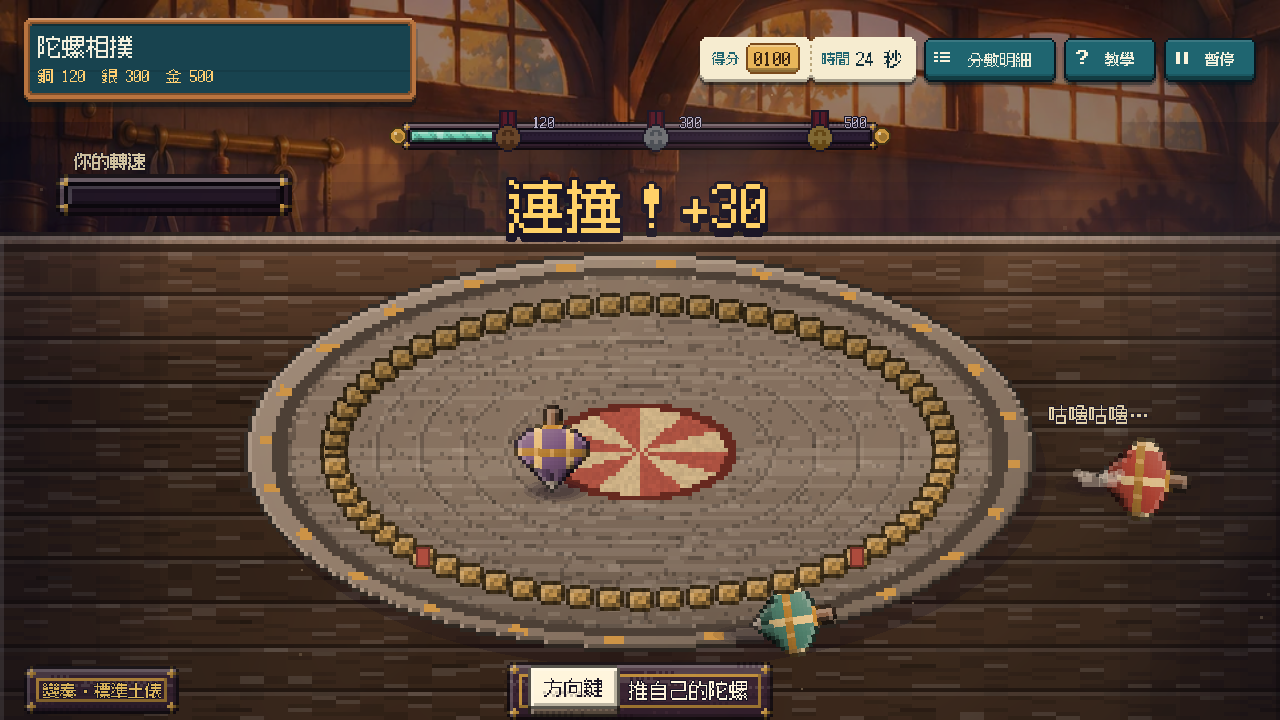 陀螺相撲
銅 120 銀 300 金 500
得分 0100 時間 24 秒
分數明細
? 教學
暫停
120 300 500
你的轉速
連撞！+30
咕嚕咕嚕…
變奏·標準土俵
方向鍵 推自己的陀螺